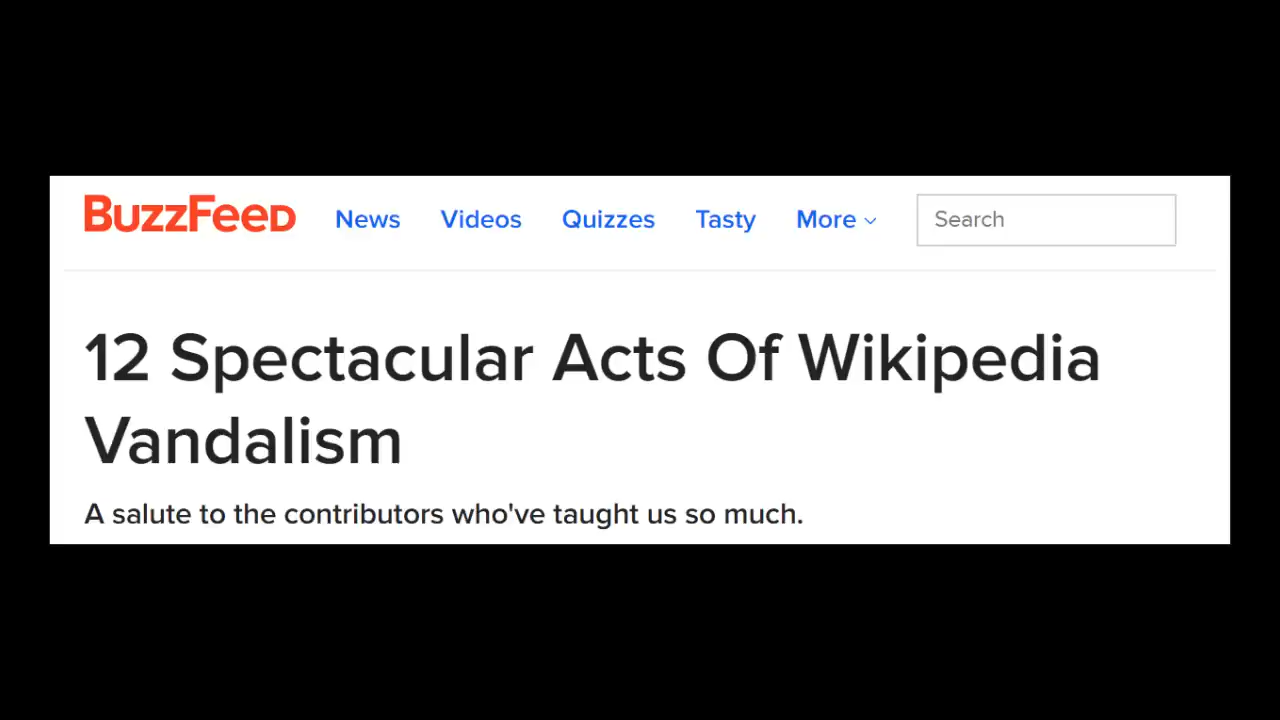 BuzzFeed News Videos Quizzes Tasty More Search
12 Spectacular Acts Of Wikipedia
Vandalism
A salute to the contributors who've taught us so much.